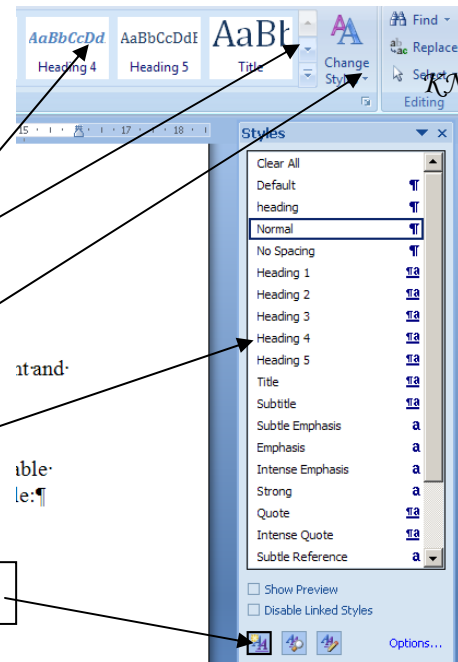 AaBbCcDd AaBbCcDdE AaBb
Heading 4 Heading 5 Title
Change
Styles
Find
Replace
Select
Editing
15 17 18
Styles
Clear All
Default
heading
Normal
No Spacing
Heading 1
Heading 2
Heading 3
Heading 4
Heading 5
Title
Subtitle
Subtle Emphasis
Emphasis
Intense Emphasis
Strong
Quote
Intense Quote
Subtle Reference
Show Preview
Disable Linked Styles
Options...
nt·and·
able·
le:¶